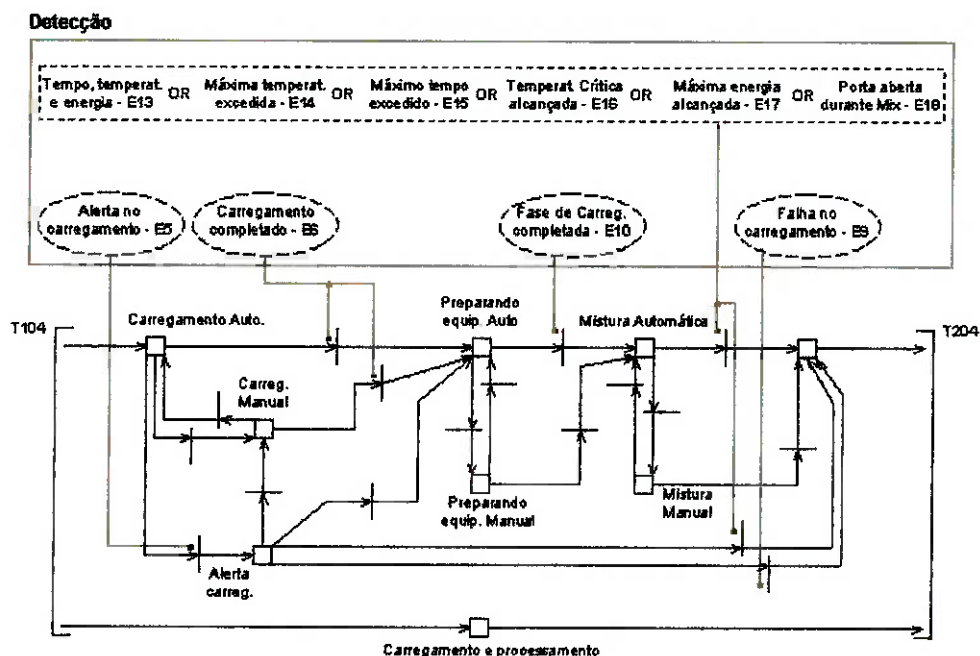 Detecção
Tempo, temperat. e energia - E13 OR Máxima temperat. excedida - E14 OR Máximo tempo excedido - E15 OR Temperat. Crítica alcançada - E16 OR Máxima energia alcançada - E17 OR Porta aberta durante Mix - E18
Alerta no
carregamento - E5
Carregamento
completado - E6
Fase de Carreg.
completada - E10
Falha no
carregamento - E9
T104
Carregamento Auto.
Preparando
equip. Auto
Mistura Automática
T204
Carreg.
Manual
Preparando
equip. Manual
Mistura
Manual
Alerta
carreg.
Carregamento e processamento